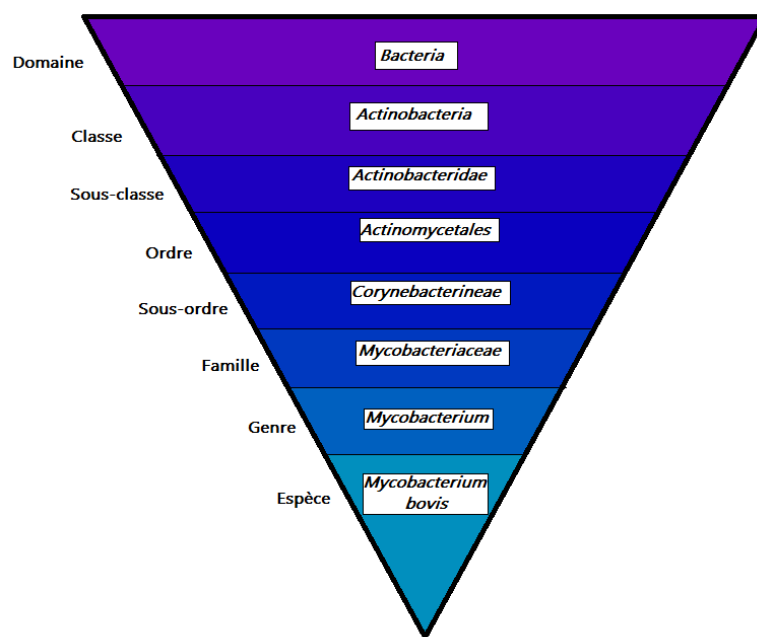 Domaine
Bacteria
Classe
Actinobacteria
Sous-classe
Actinobacteridae
Ordre
Actinomycetales
Sous-ordre
Corynebacterineae
Famille
Mycobacteriaceae
Genre
Mycobacterium
Espèce
Mycobacterium
bovis